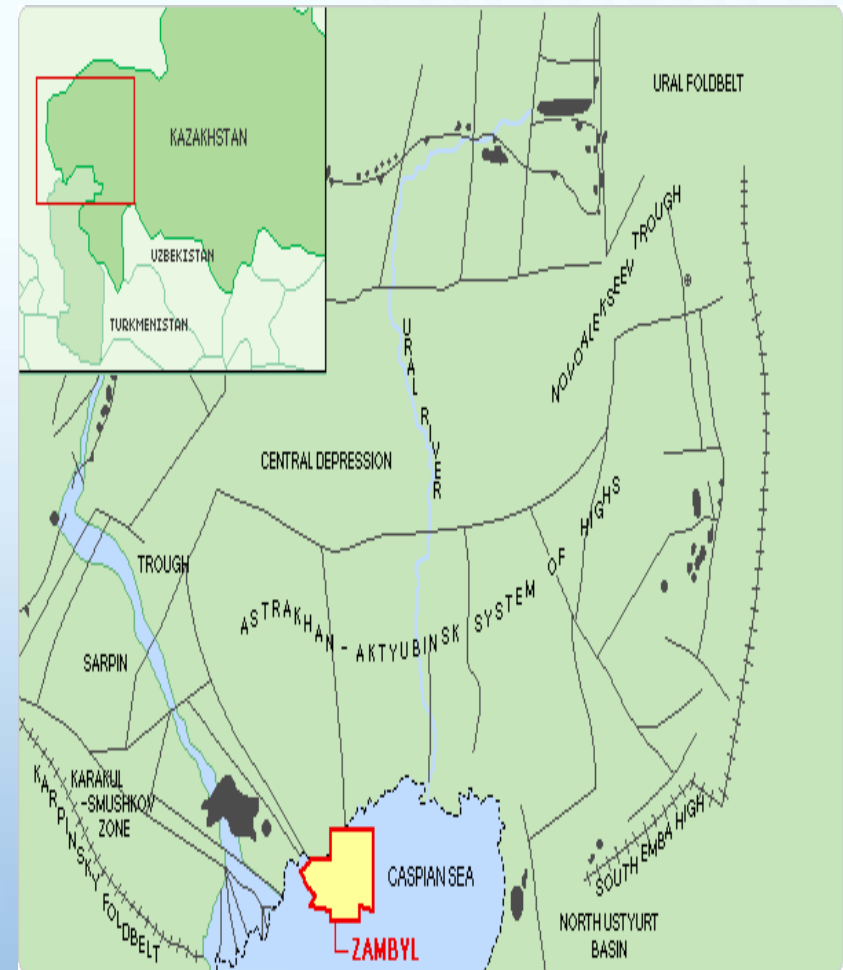 KAZAKHSTAN
UZBEKISTAN
TURKMENISTAN
URAL FOLDBELT
NOVOALEKSEEV TROUGH
URAL RIVER
CENTRAL DEPRESSION
TROUGH
SARPIN
ASTRAKHAN-AKTYUBINSK SYSTEM OF HIGHS
KARAKUL
-SMUSHKOV
ZONE
KARPINSKY FOLDBELT
CASPIAN SEA
SOUTH EMBA HIGH
NORTH USTYURT
BASIN
ZAMBYL